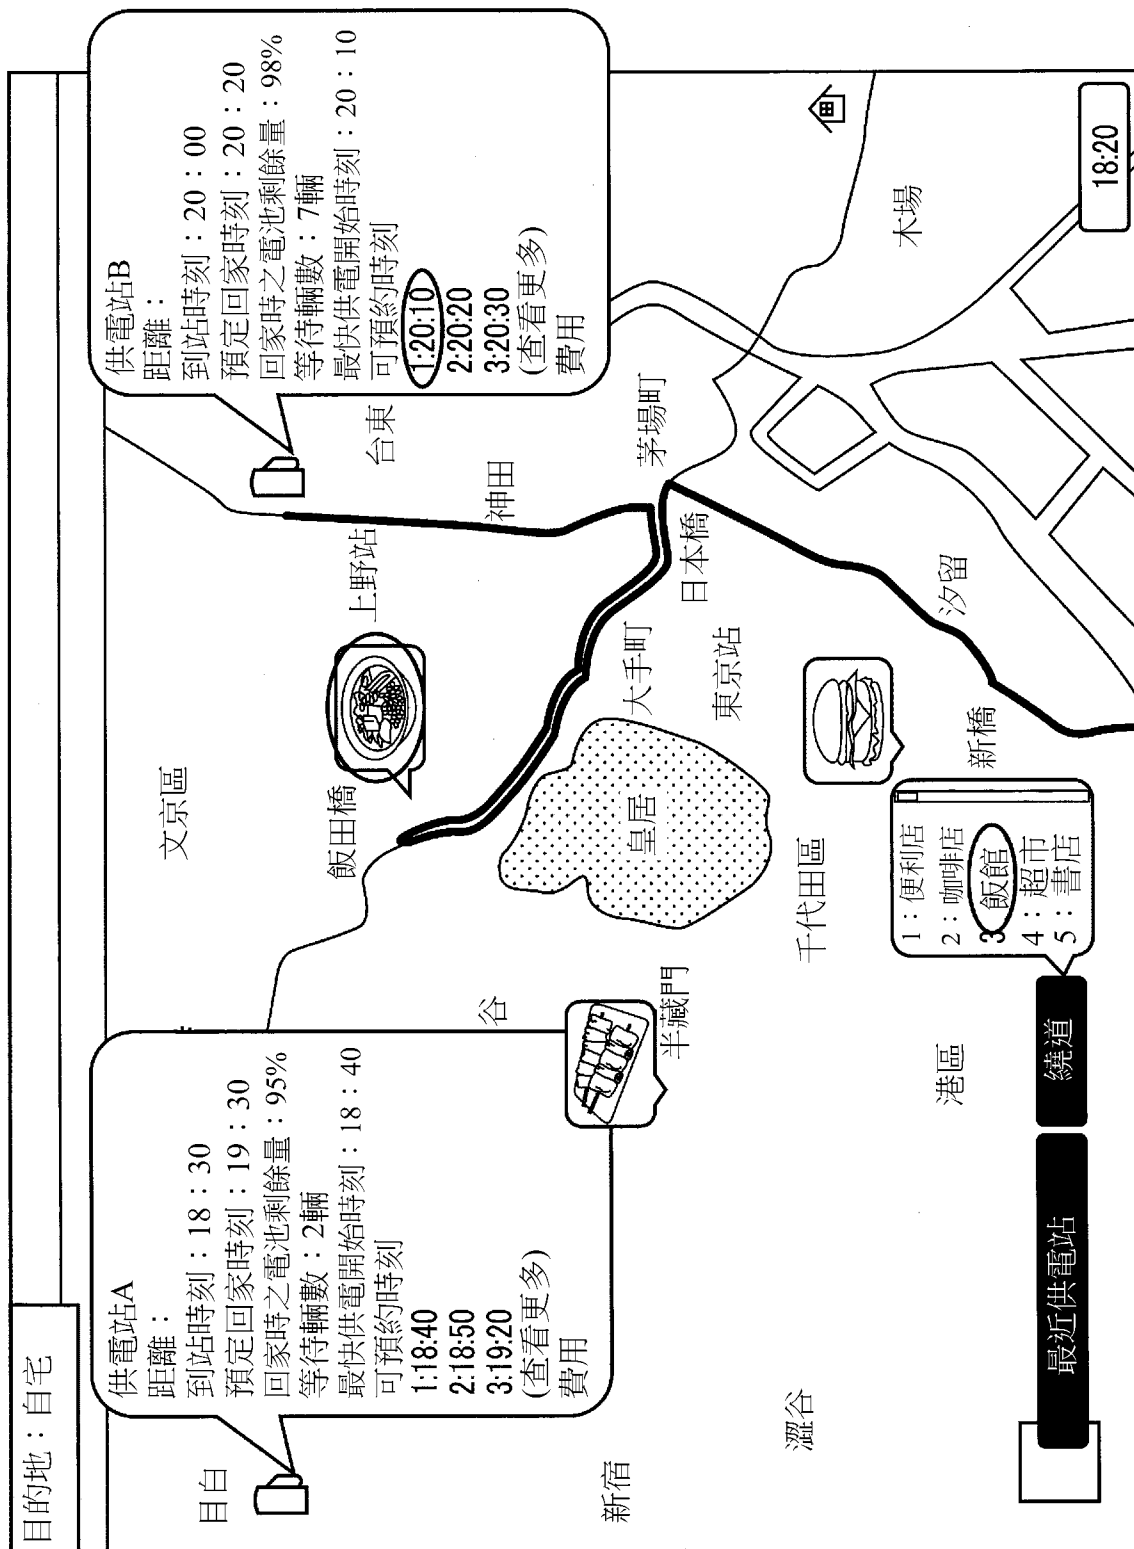 目的地：自宅
供電站A
距離：
到站時刻：18：30
預定回家時刻：19：30
回家時之電池剩餘量：95%
等待輛數：2輛
最快供電開始時刻：18：40
可預約時刻
1:18:40
2:18:50
3:19:20
(查看更多)
費用
供電站B
距離：
到站時刻：20：00
預定回家時刻：20：20
回家時之電池剩餘量：98%
等待輛數：7輛
最快供電開始時刻：20：10
可預約時刻
1:20:10
2:20:20
3:20:30
(查看更多)
費用
目白
文京區
飯田橋
上野站
台東
神田
谷
皇居
大手町
日本橋
茅場町
新宿
半藏門
東京站
澀谷
千代田區
港區
新橋
汐留
木場
1：便利店
2：咖啡店
3 飯館
4：超市
5：書店
最近供電站
繞道
18:20